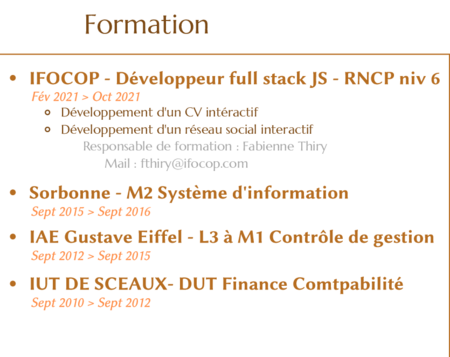 Formation
• IFOCOP - Développeur full stack JS - RNCP niv 6
Fév 2021 > Oct 2021
Développement d'un CV intéractif
Développement d'un réseau social interactif
Responsable de formation : Fabienne Thiry
Mail : fthiry@ifocop.com
• Sorbonne - M2 Système d'information
Sept 2015 > Sept 2016
• IAE Gustave Eiffel - L3 à M1 Contrôle de gestion
Sept 2012 > Sept 2015
• IUT DE SCEAUX- DUT Finance Comtpabilité
Sept 2010 > Sept 2012